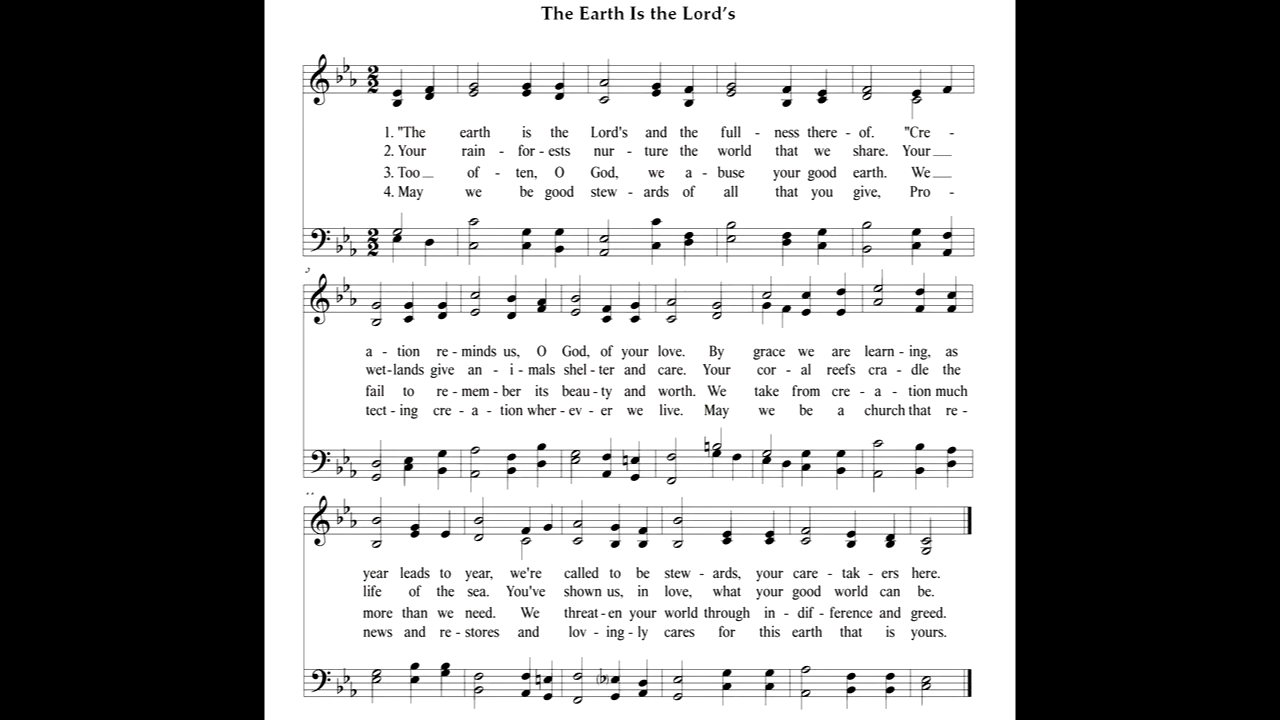 The Earth Is the Lord's
1. "The earth is the Lord's and the full - ness there - of. "Cre -
2. Your rain - for - ests nur - ture the world that we share. Your
3. Too of - ten, O God, we a - buse your good earth. We
4. May we be good stew - ards of all that you give, Pro -
a - tion re - minds us, O God, of your love. By grace we are learn - ing, as
wet - lands give an - i - mals shel - ter and care. Your cor - al reefs cra - dle the
fail to re - mem - ber its beau - ty and worth. We take from cre - a - tion much
tect - ing cre - a - tion wher - ev - er we live. May we be a church that re -
year leads to year, we're called to be stew - ards, your care - tak - ers here.
life of the sea. You've shown us, in love, what your good world can be.
more than we need. We threat - en your world through in - dif - ference and greed.
news and re - stores and lov - ing - ly cares for this earth that is yours.